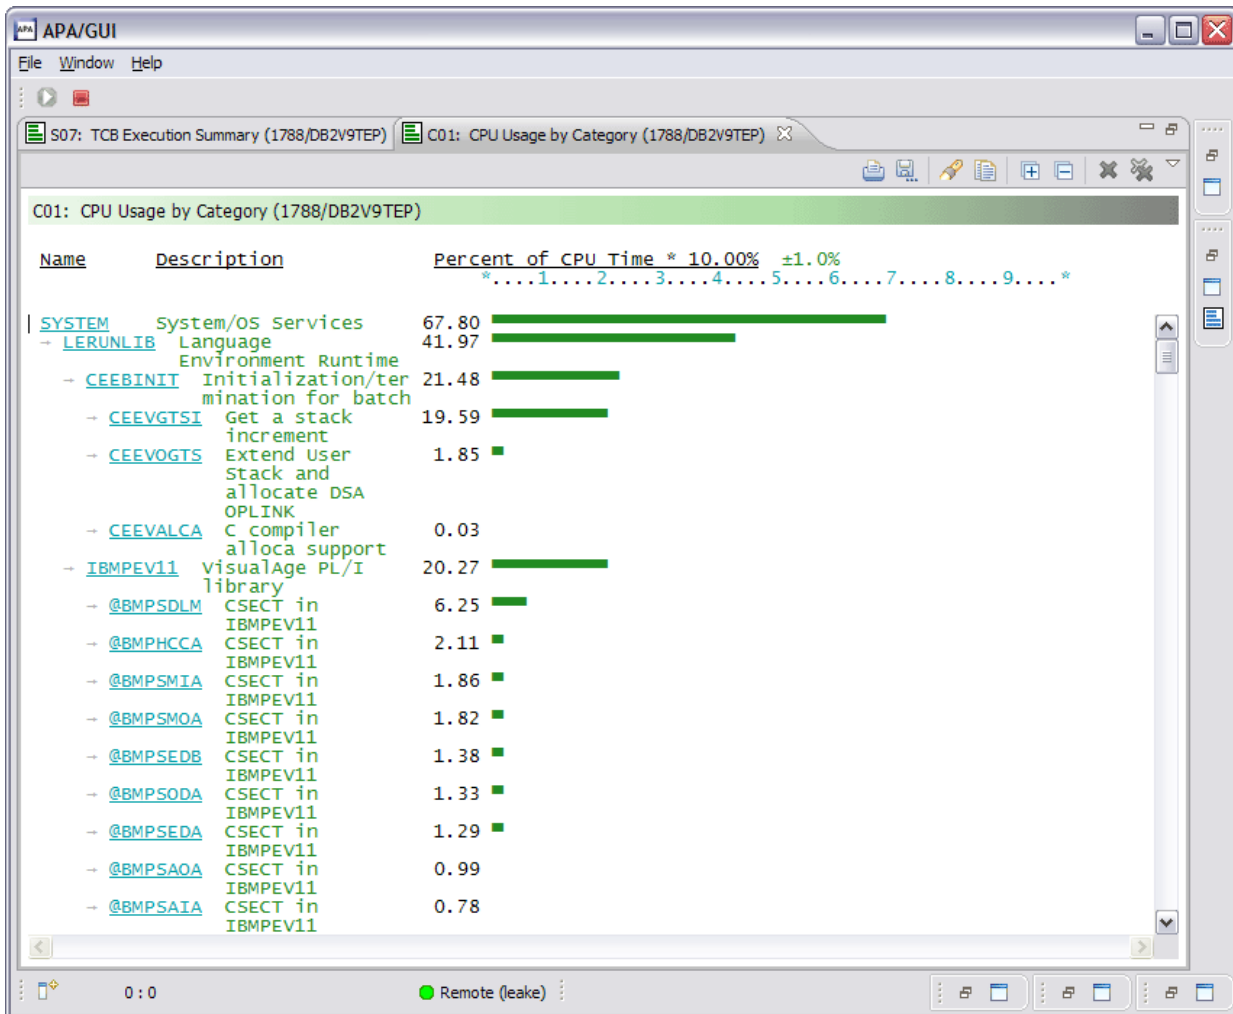 APA APA/GUI
File Window Help
S07: TCB Execution Summary (1788/DB2V9TEP) C01: CPU Usage by Category (1788/DB2V9TEP)
C01: CPU Usage by Category (1788/DB2V9TEP)
Name Description Percent of CPU Time * 10.00% ±1.0%
*....1....2....3....4....5....6....7....8....9....*
SYSTEM System/OS Services 67.80
→ LERUNLIB Language 41.97
Environment Runtime
→ CEEBINIT Initialization/ter 21.48
mination for batch
→ CEEVGTSI Get a stack 19.59
increment
→ CEEVOGTS Extend User 1.85
Stack and
allocate DSA
OPLINK
→ CEEVALCA C compiler 0.03
alloca support
→ IBMPEV11 VisualAge PL/I 20.27
library
→ @BMPSDLM CSECT in 6.25
IBMPEV11
→ @BMPHCCA CSECT in 2.11
IBMPEV11
→ @BMPSMIA CSECT in 1.86
IBMPEV11
→ @BMPSMOA CSECT in 1.82
IBMPEV11
→ @BMPSEDB CSECT in 1.38
IBMPEV11
→ @BMPSODA CSECT in 1.33
IBMPEV11
→ @BMPSEDA CSECT in 1.29
IBMPEV11
→ @BMPSAOA CSECT in 0.99
IBMPEV11
→ @BMPSAIA CSECT in 0.78
IBMPEV11
0 : 0 Remote (leake)